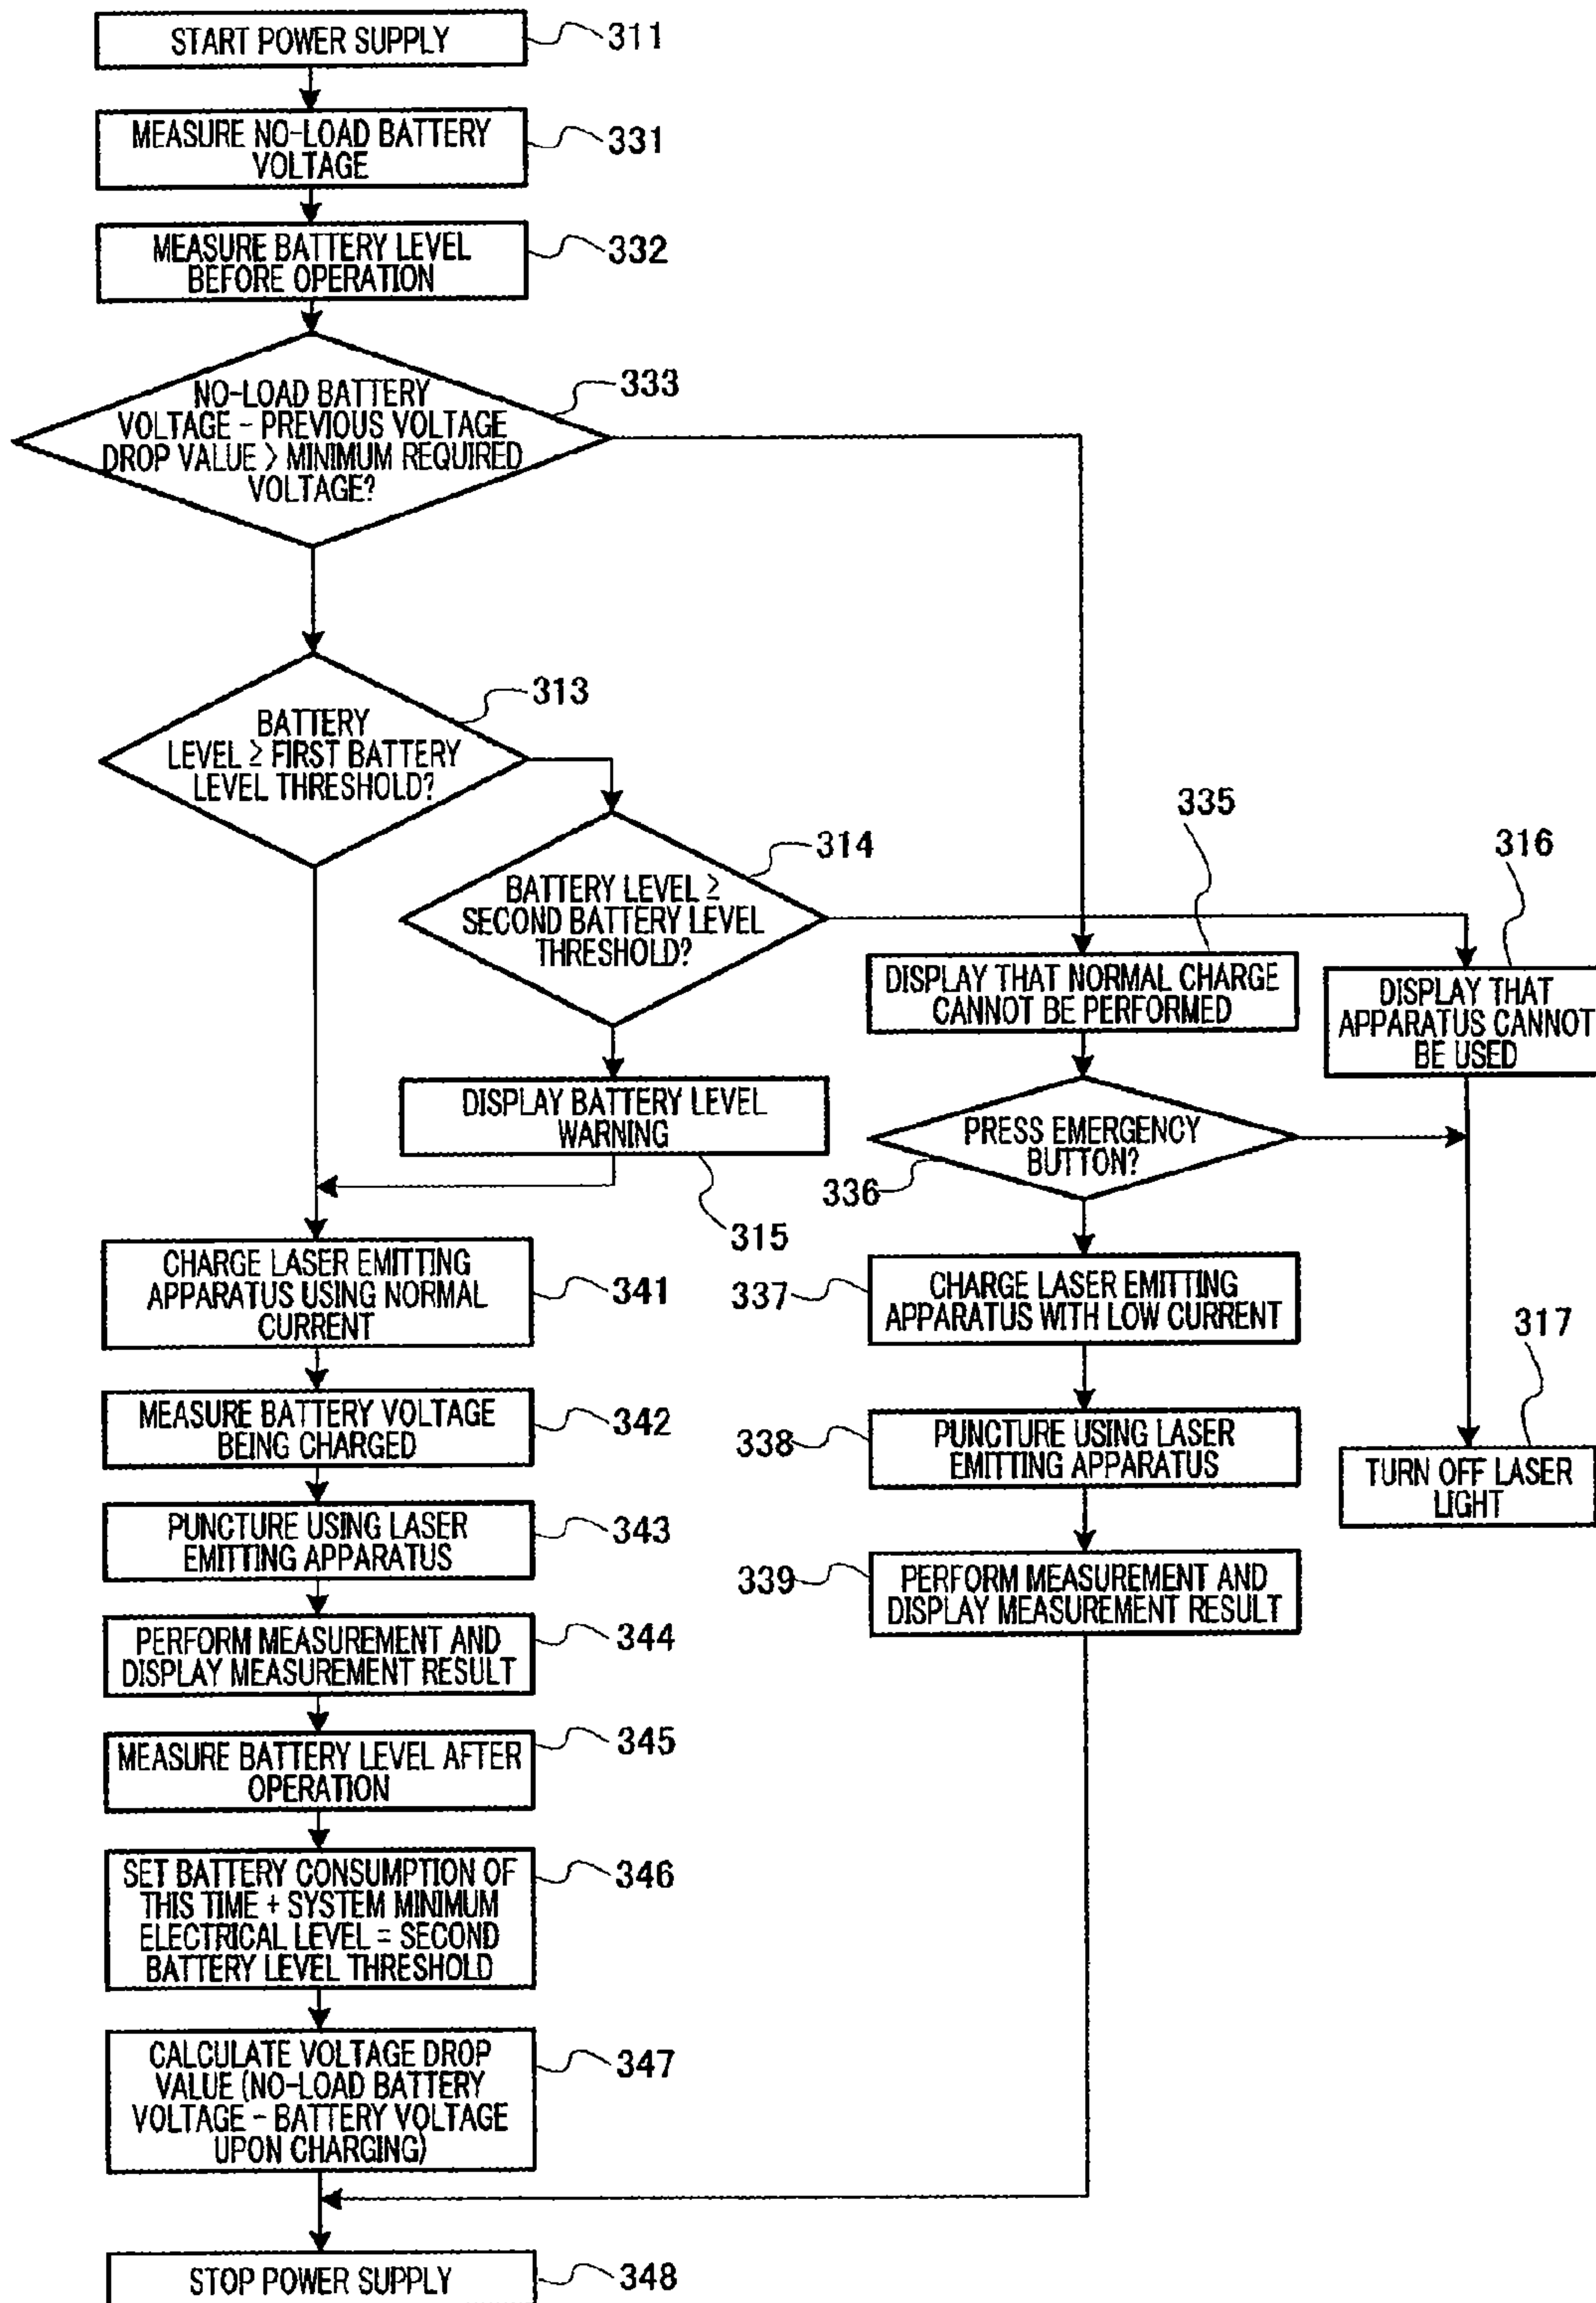 START POWER SUPPLY
311
MEASURE NO-LOAD BATTERY
VOLTAGE
331
MEASURE BATTERY LEVEL
BEFORE OPERATION
332
NO-LOAD BATTERY
VOLTAGE - PREVIOUS VOLTAGE
DROP VALUE > MINIMUM REQUIRED
VOLTAGE?
333
BATTERY
LEVEL ≥ FIRST BATTERY
LEVEL THRESHOLD?
313
BATTERY LEVEL ≥
SECOND BATTERY LEVEL
THRESHOLD?
314
DISPLAY BATTERY LEVEL
WARNING
315
335
DISPLAY THAT NORMAL CHARGE
CANNOT BE PERFORMED
316
DISPLAY THAT
APPARATUS CANNOT
BE USED
PRESS EMERGENCY
BUTTON?
336
CHARGE LASER EMITTING
APPARATUS USING NORMAL
CURRENT
341
337
CHARGE LASER EMITTING
APPARATUS WITH LOW CURRENT
317
TURN OFF LASER
LIGHT
MEASURE BATTERY VOLTAGE
BEING CHARGED
342
338
PUNCTURE USING LASER
EMITTING APPARATUS
PUNCTURE USING LASER
EMITTING APPARATUS
343
339
PERFORM MEASUREMENT AND
DISPLAY MEASUREMENT RESULT
PERFORM MEASUREMENT AND
DISPLAY MEASUREMENT RESULT
344
MEASURE BATTERY LEVEL AFTER
OPERATION
345
SET BATTERY CONSUMPTION OF
THIS TIME + SYSTEM MINIMUM
ELECTRICAL LEVEL = SECOND
BATTERY LEVEL THRESHOLD
346
CALCULATE VOLTAGE DROP
VALUE (NO-LOAD BATTERY
VOLTAGE - BATTERY VOLTAGE
UPON CHARGING)
347
STOP POWER SUPPLY
348